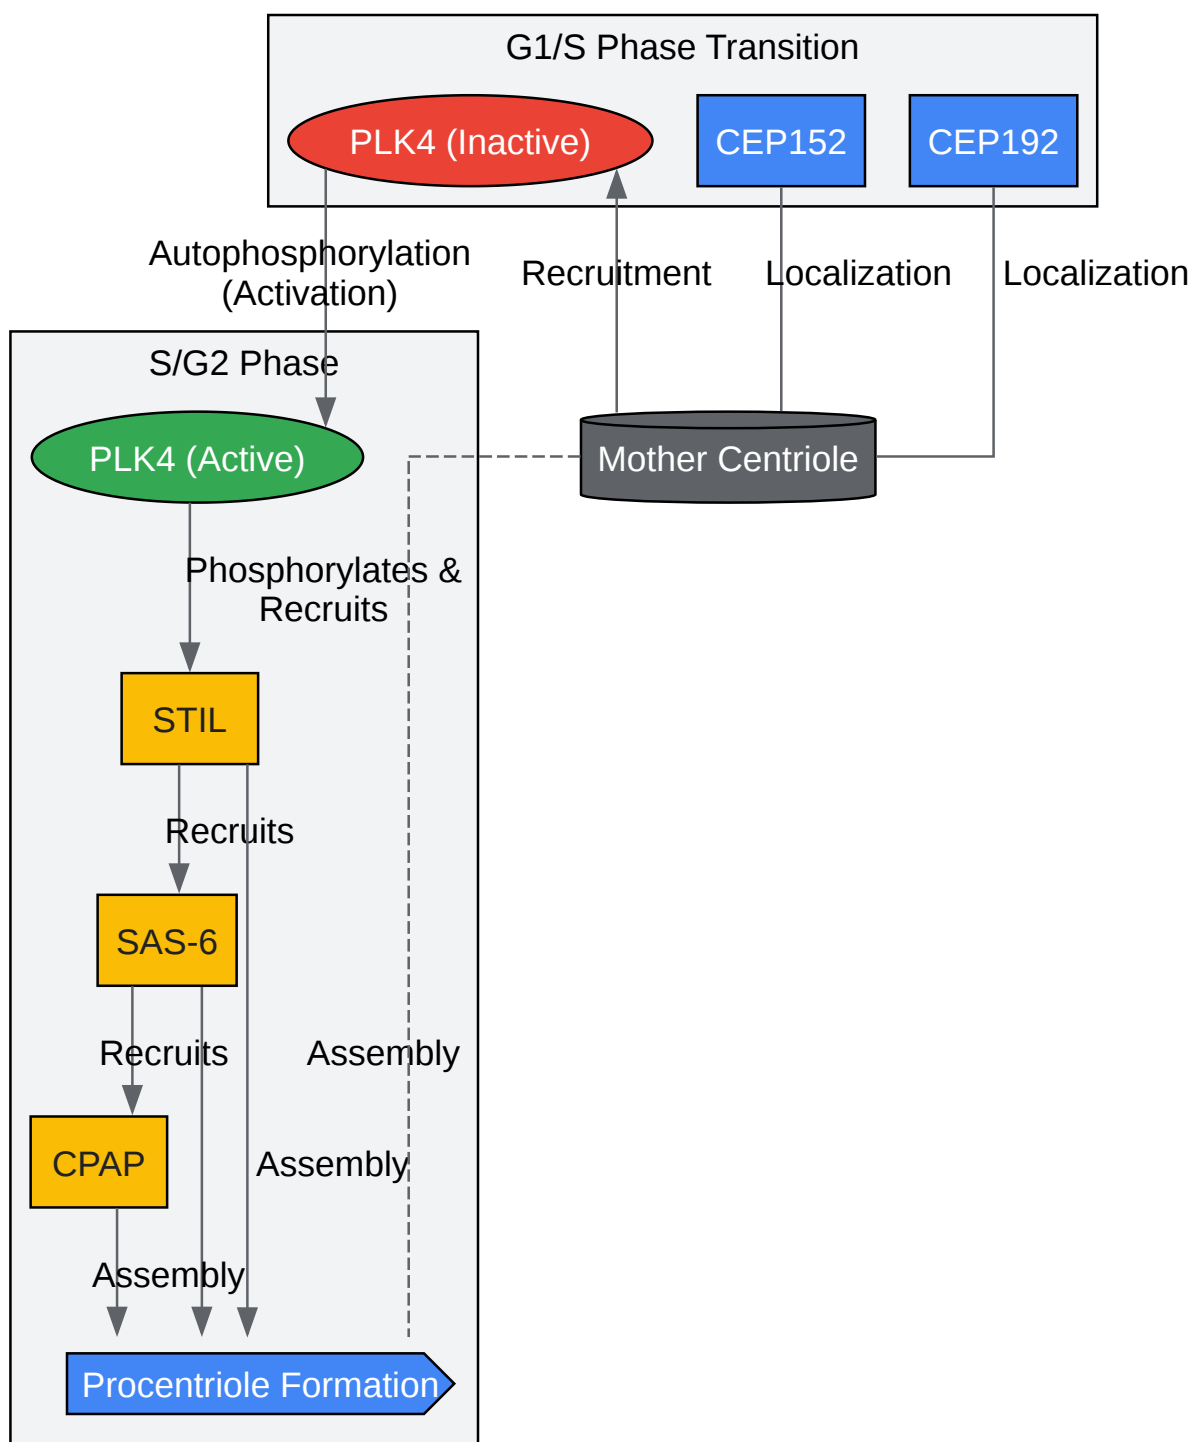 G1/S Phase Transition
PLK4 (Inactive)
CEP152
CEP192
Autophosphorylation
(Activation)
Recruitment
Localization
Localization
S/G2 Phase
PLK4 (Active)
Mother Centriole
Phosphorylates &
Recruits
STIL
Recruits
SAS-6
Recruits
Assembly
CPAP
Assembly
Assembly
Procentriole Formation